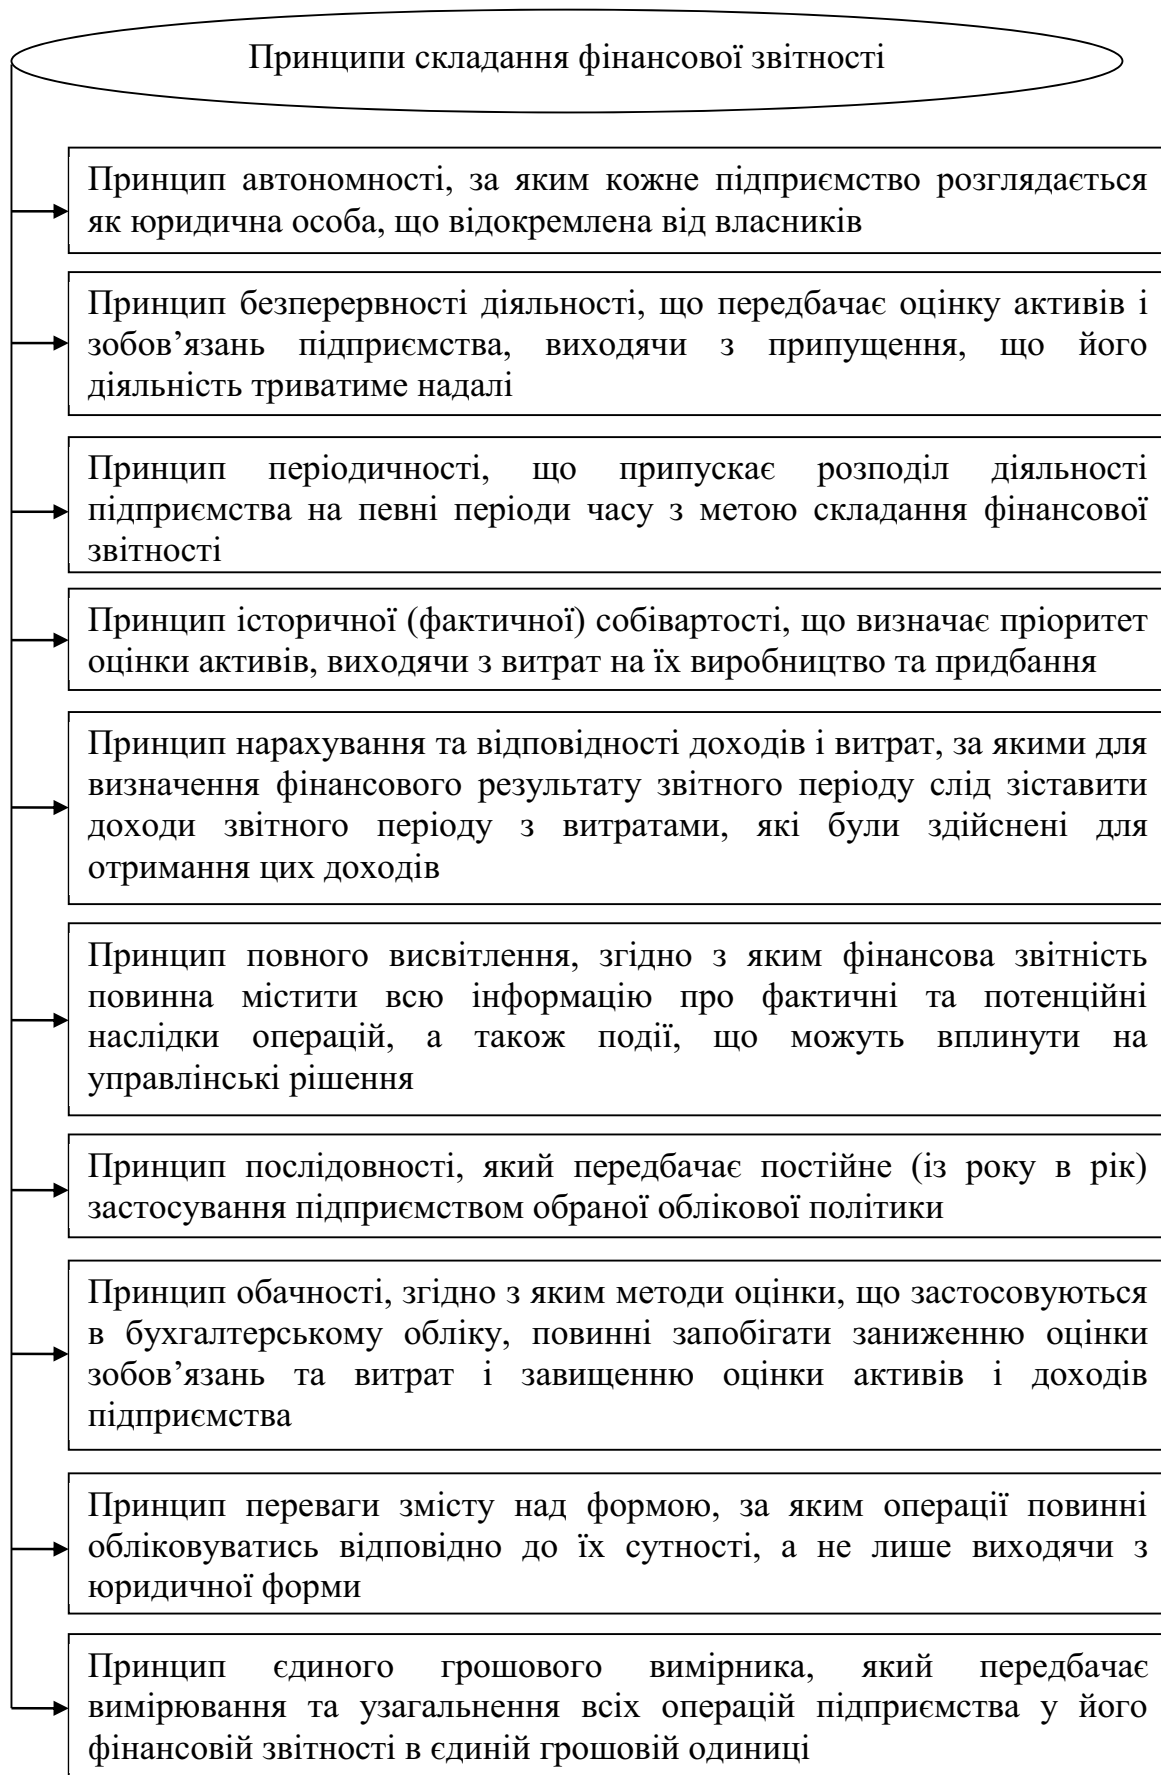 Принципи складання фінансової звітності
Принцип автономності, за яким кожне підприємство розглядається
як юридична особа, що відокремлена від власників
Принцип безперервності діяльності, що передбачає оцінку активів і
зобов’язань підприємства, виходячи з припущення, що його
діяльність триватиме надалі
Принцип періодичності, що припускає розподіл діяльності
підприємства на певні періоди часу з метою складання фінансової
звітності
Принцип історичної (фактичної) собівартості, що визначає пріоритет
оцінки активів, виходячи з витрат на їх виробництво та придбання
Принцип нарахування та відповідності доходів і витрат, за якими для
визначення фінансового результату звітного періоду слід зіставити
доходи звітного періоду з витратами, які були здійснені для
отримання цих доходів
Принцип повного висвітлення, згідно з яким фінансова звітність
повинна містити всю інформацію про фактичні та потенційні
наслідки операцій, а також події, що можуть вплинути на
управлінські рішення
Принцип послідовності, який передбачає постійне (із року в рік)
застосування підприємством обраної облікової політики
Принцип обачності, згідно з яким методи оцінки, що застосовуються
в бухгалтерському обліку, повинні запобігати заниженню оцінки
зобов’язань та витрат і завищенню оцінки активів і доходів
підприємства
Принцип переваги змісту над формою, за яким операції повинні
обліковуватись відповідно до їх сутності, а не лише виходячи з
юридичної форми
Принцип єдиного грошового вимірника, який передбачає
вимірювання та узагальнення всіх операцій підприємства у його
фінансовій звітності в єдиній грошовій одиниці